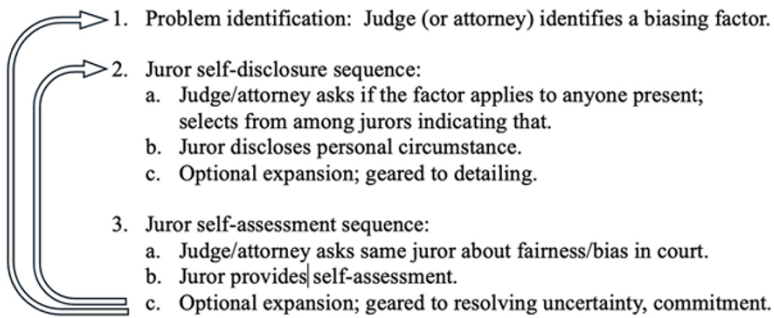 1. Problem identification: Judge (or attorney) identifies a biasing factor.
2. Juror self-disclosure sequence:
a. Judge/attorney asks if the factor applies to anyone present;
selects from among jurors indicating that.
b. Juror discloses personal circumstance.
c. Optional expansion; geared to detailing.
3. Juror self-assessment sequence:
a. Judge/attorney asks same juror about fairness/bias in court.
b. Juror provides self-assessment.
c. Optional expansion; geared to resolving uncertainty, commitment.